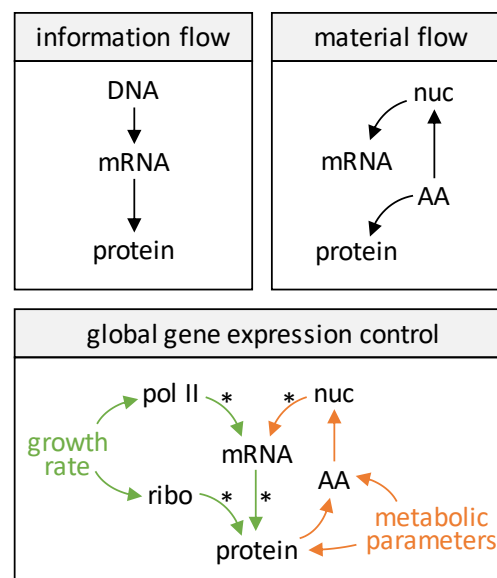 information flow
DNA
mRNA
protein
material flow
nuc
mRNA
AA
protein
global gene expression control
pol II * * nuc
growth
rate
mRNA
ribo * * AA
metabolic
parameters
protein